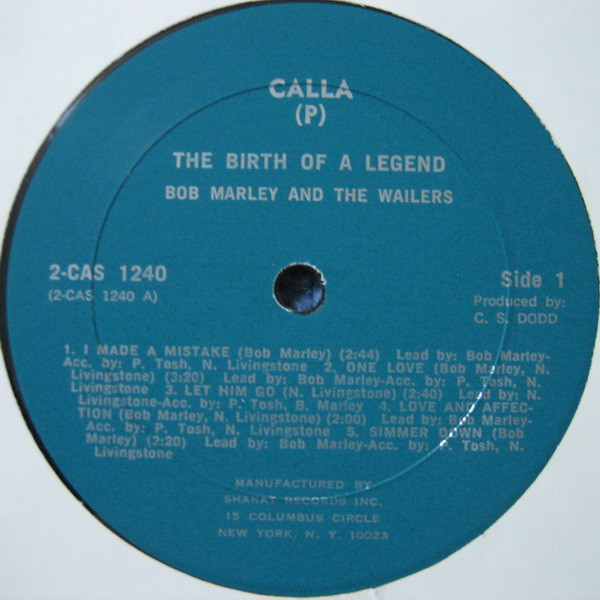 CALLA
(P)
THE BIRTH OF A LEGEND
BOB MARLEY AND THE WAILERS
2-CAS 1240
(2-CAS 1240 A)
Side 1
Produced by:
C. S. DODD
1. I MADE A MISTAKE (Bob Marley) (2:44) Lead by: Bob Marley-
Acc. by: P. Tosh, N. Livingstone 2. ONE LOVE (Bob Marley, N.
Livingstone) (3:20) Lead by: Bob Marley-Acc. by: P. Tosh, N.
Livingstone 3. LET HIM GO (N. Livingstone) (2:40) Lead by: N.
Livingstone-Acc. by: P. Tosh, B. Marley 4. LOVE AND AFFEC-
TION (Bob Marley, N. Livingstone) (2:00) Lead by: Bob Marley-
Acc. by: P. Tosh, N. Livingstone 5. SIMMER DOWN (Bob
Marley) (2:20) Lead by: Bob Marley-Acc. by: P. Tosh, N.
Livingstone
MANUFACTURED BY
SHAKAT RECORDS INC.
15 COLUMBUS CIRCLE
NEW YORK, N. Y. 10023